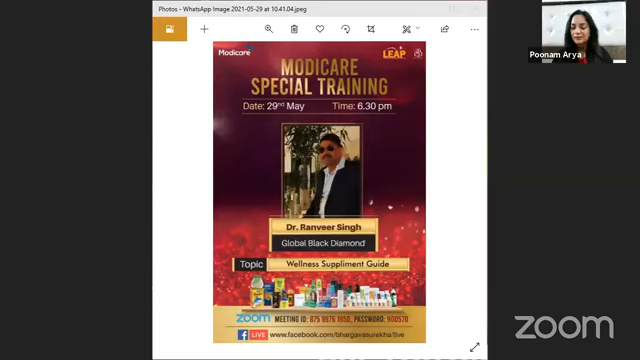 Photos - WhatsApp Image 2021-05-29 at 10.41.04.jpeg
Poonam Arya
Modicare
LEAP
MODICARE
SPECIAL TRAINING
Date: 29nd May Time: 6.30 pm
Dr. Ranveer Singh
Global Black Diamond
Topic Wellness Suppliment Guide
zoom MEETING ID: 875 9976 1950, PASSWORD: 900570
f LIVE www.facebook.com/bhargavasurekha/live
zoom